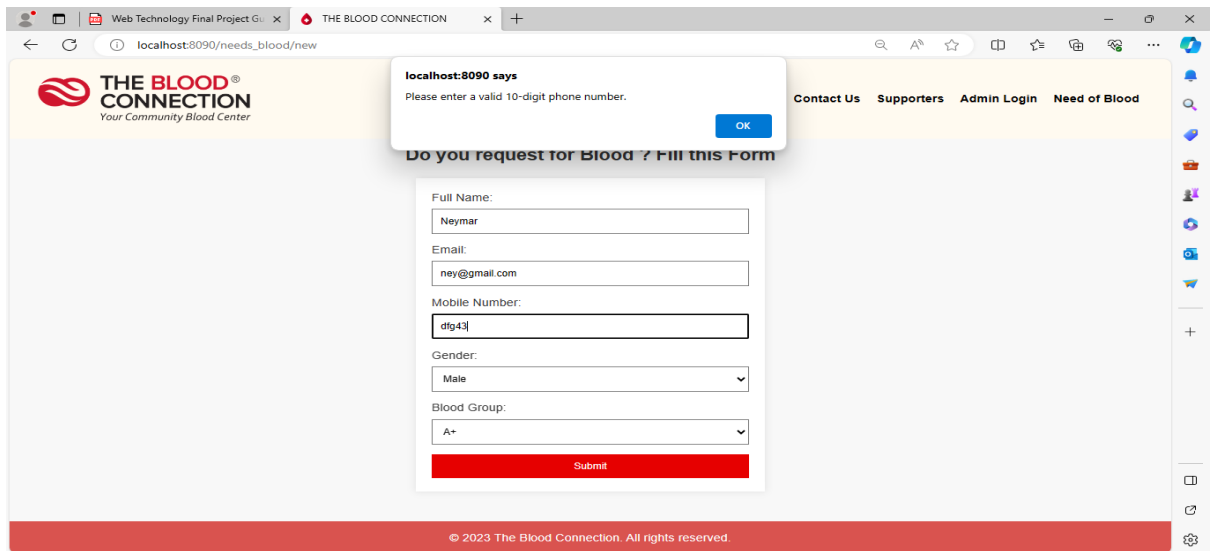 Web Technology Final Project Gu
THE BLOOD CONNECTION
localhost:8090/needs_blood/new
THE BLOOD®
CONNECTION
Your Community Blood Center
localhost:8090 says
Please enter a valid 10-digit phone number.
OK
Contact Us Supporters Admin Login Need of Blood
Do you request for Blood ? Fill this Form
Full Name:
Neymar
Email:
ney@gmail.com
Mobile Number:
dfg43
Gender:
Male
Blood Group:
A+
Submit
© 2023 The Blood Connection. All rights reserved.